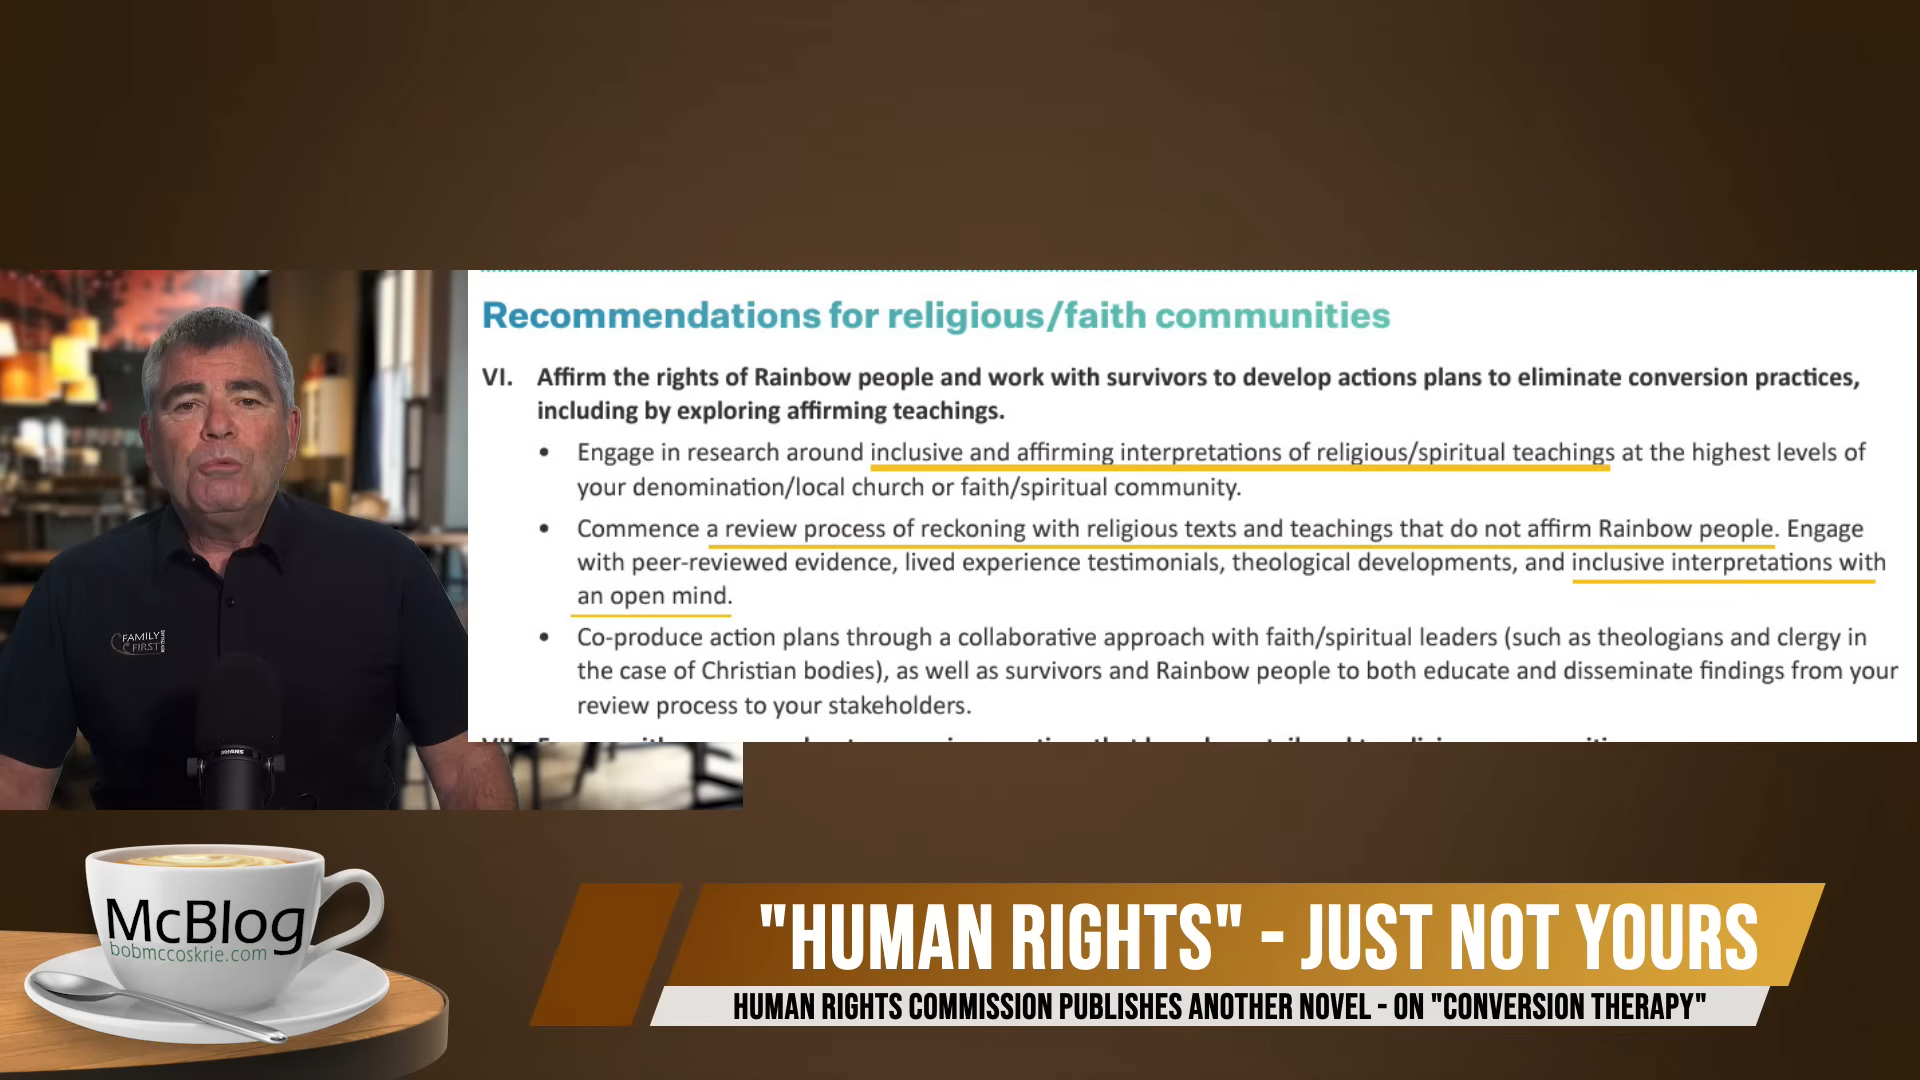 Recommendations for religious/faith communities
VI. Affirm the rights of Rainbow people and work with survivors to develop actions plans to eliminate conversion practices,
including by exploring affirming teachings.
• Engage in research around inclusive and affirming interpretations of religious/spiritual teachings at the highest levels of
your denomination/local church or faith/spiritual community.
• Commence a review process of reckoning with religious texts and teachings that do not affirm Rainbow people. Engage
with peer-reviewed evidence, lived experience testimonials, theological developments, and inclusive interpretations with
an open mind.
• Co-produce action plans through a collaborative approach with faith/spiritual leaders (such as theologians and clergy in
the case of Christian bodies), as well as survivors and Rainbow people to both educate and disseminate findings from your
review process to your stakeholders.
FAMILY
FIRST
McBlog
bobmccoskrie.com
"HUMAN RIGHTS" - JUST NOT YOURS
HUMAN RIGHTS COMMISSION PUBLISHES ANOTHER NOVEL - ON "CONVERSION THERAPY"